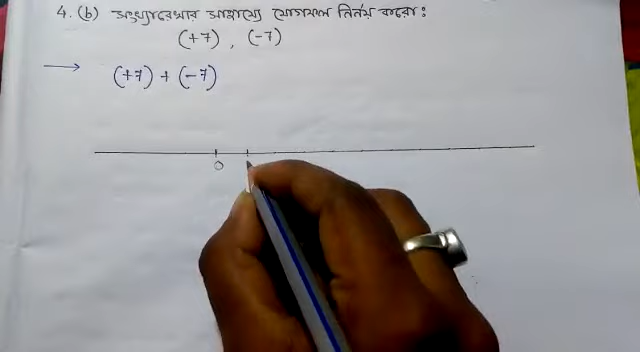 4. (b) সংখ্যারেখার সাহায্যে যোগফল নির্ণয় করো :
(+7) , (-7)
→ (+7) + (-7)
0